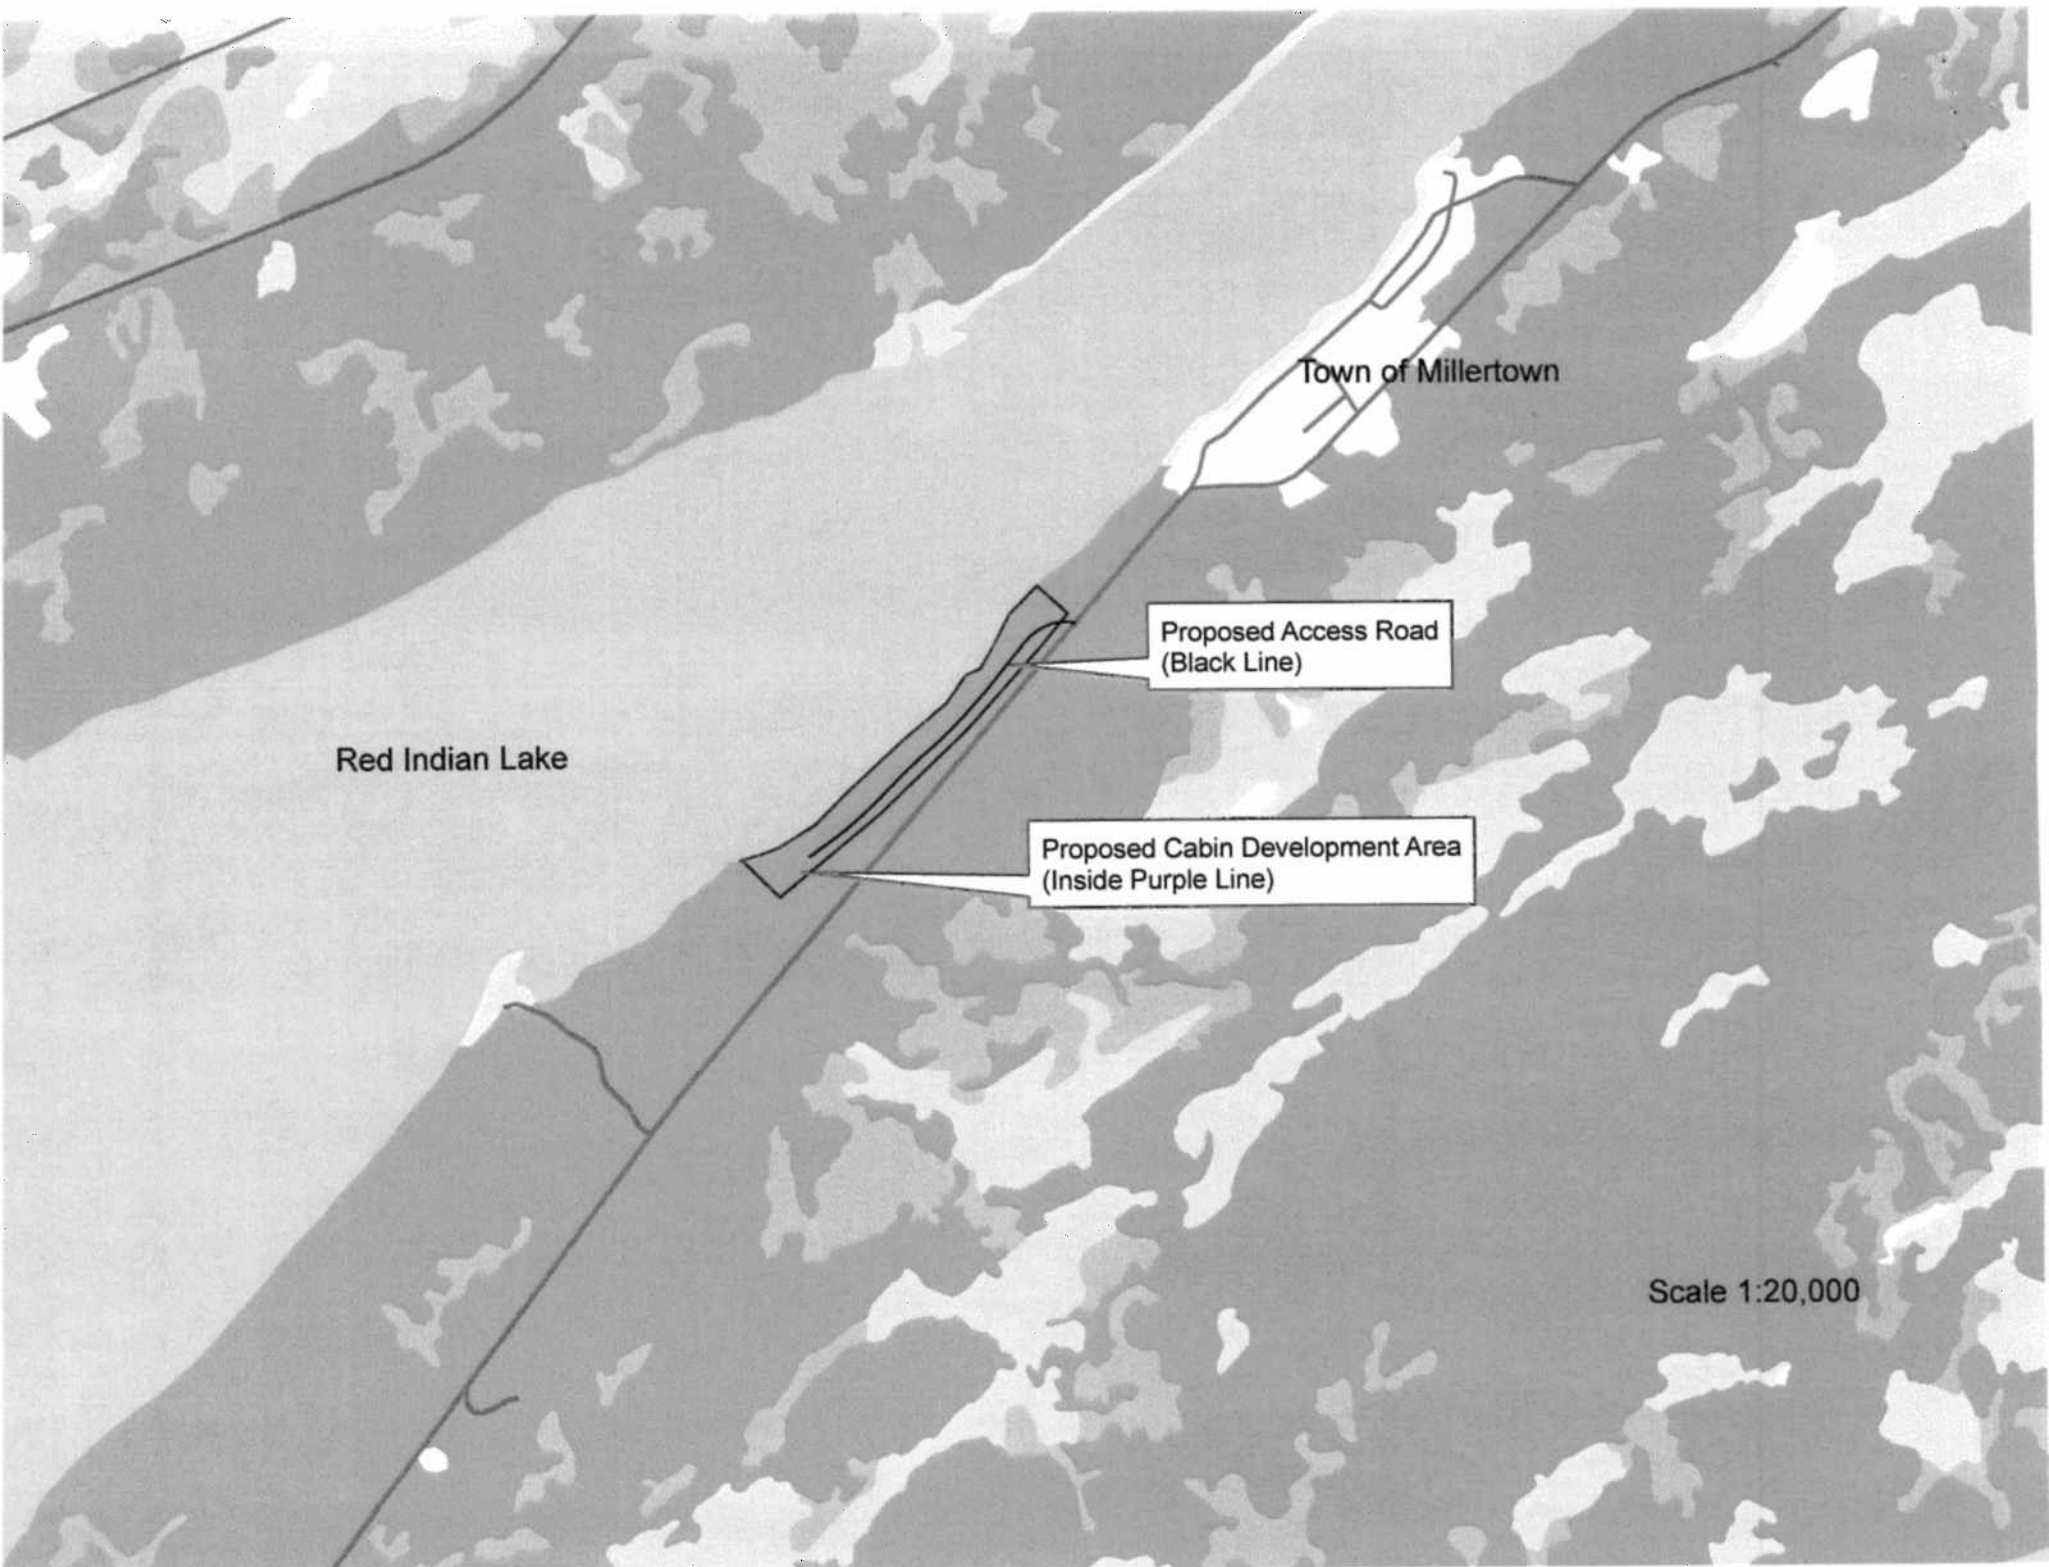 Town of Millertown
Proposed Access Road
(Black Line)
Red Indian Lake
Proposed Cabin Development Area
(Inside Purple Line)
Scale 1:20,000